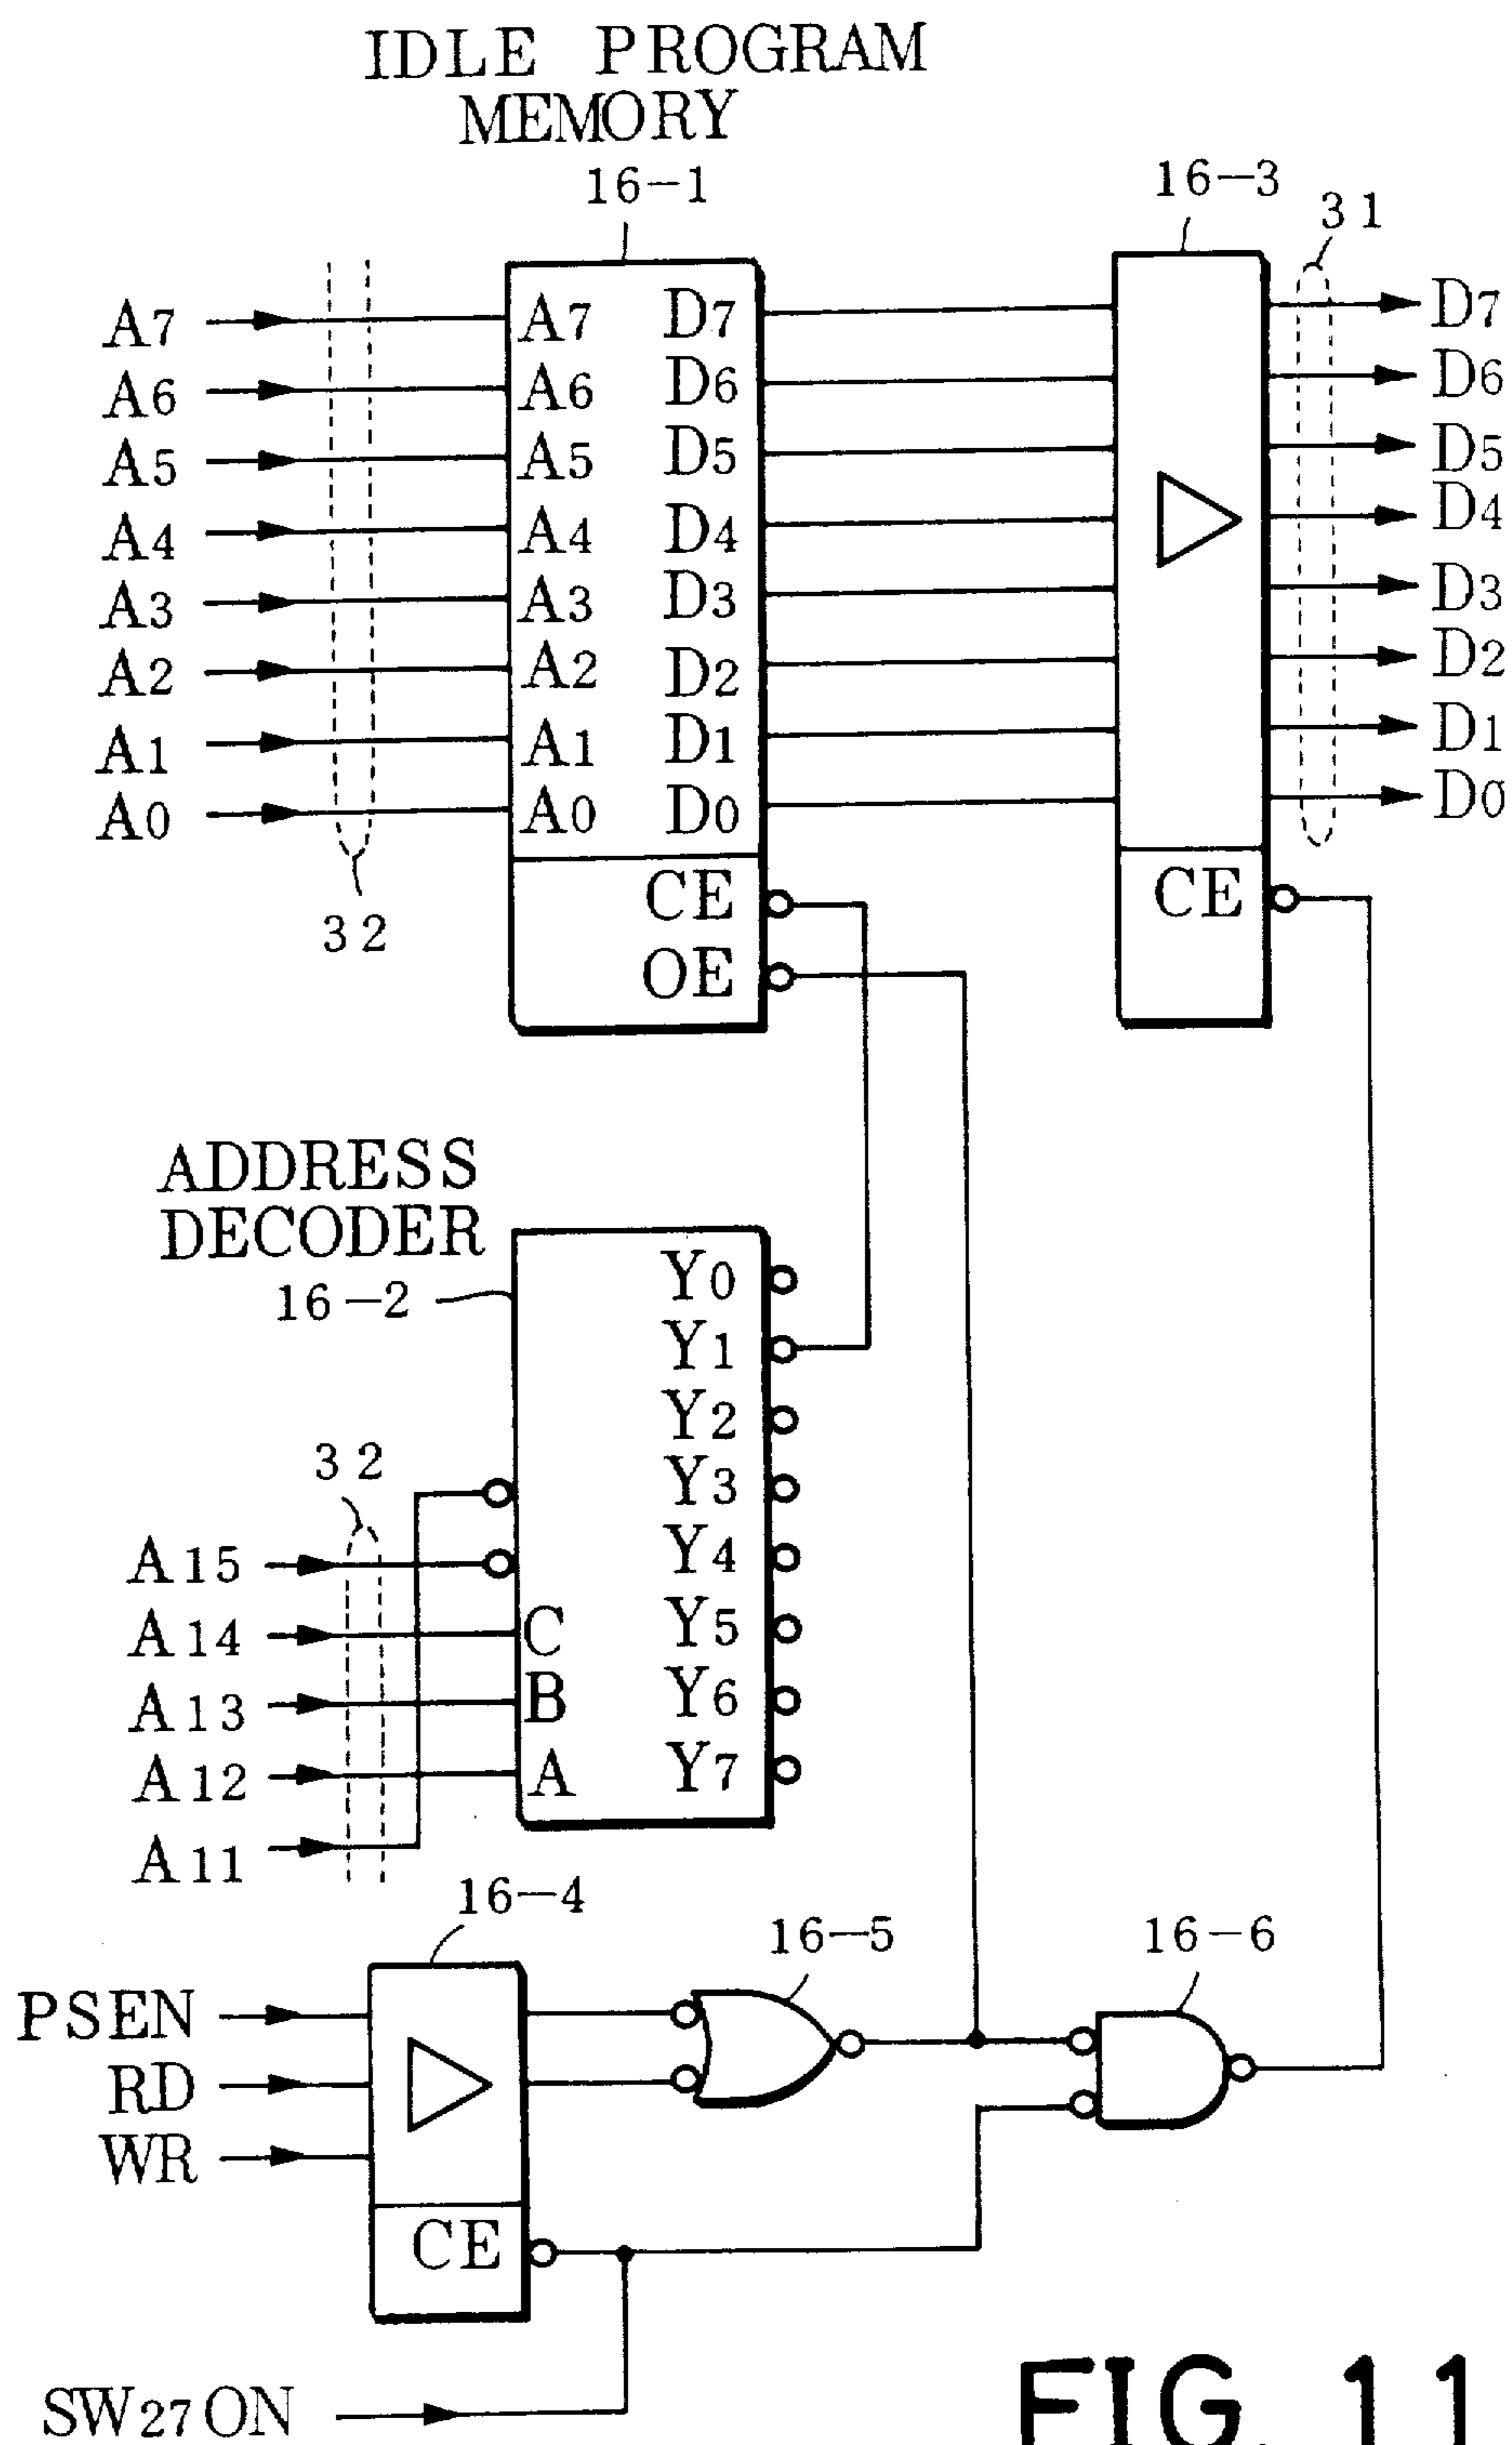 IDLE PROGRAM
MEMORY
16-1
16-3
31
A7
A6
A5
A4
A3
A2
A1
A0
32
A7 D7
A6 D6
A5 D5
A4 D4
A3 D3
A2 D2
A1 D1
A0 D0
CE
OE
CE
D7
D6
D5
D4
D3
D2
D1
D0
ADDRESS
DECODER
16-2
Y0
Y1
Y2
Y3
Y4
Y5
Y6
Y7
C
B
A
32
A15
A14
A13
A12
A11
16-4
16-5
16-6
PSEN
RD
WR
CE
SW27ON
FIG. 11